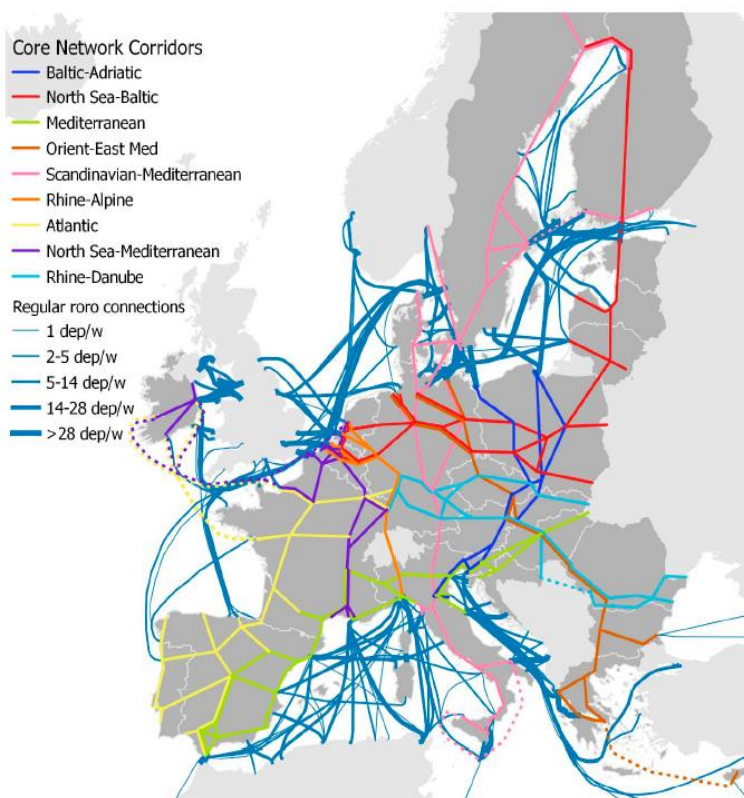 Core Network Corridors
Baltic-Adriatic
North Sea-Baltic
Mediterranean
Orient-East Med
Scandinavian-Mediterranean
Rhine-Alpine
Atlantic
North Sea-Mediterranean
Rhine-Danube
Regular roro connections
1 dep/w
2-5 dep/w
5-14 dep/w
14-28 dep/w
>28 dep/w